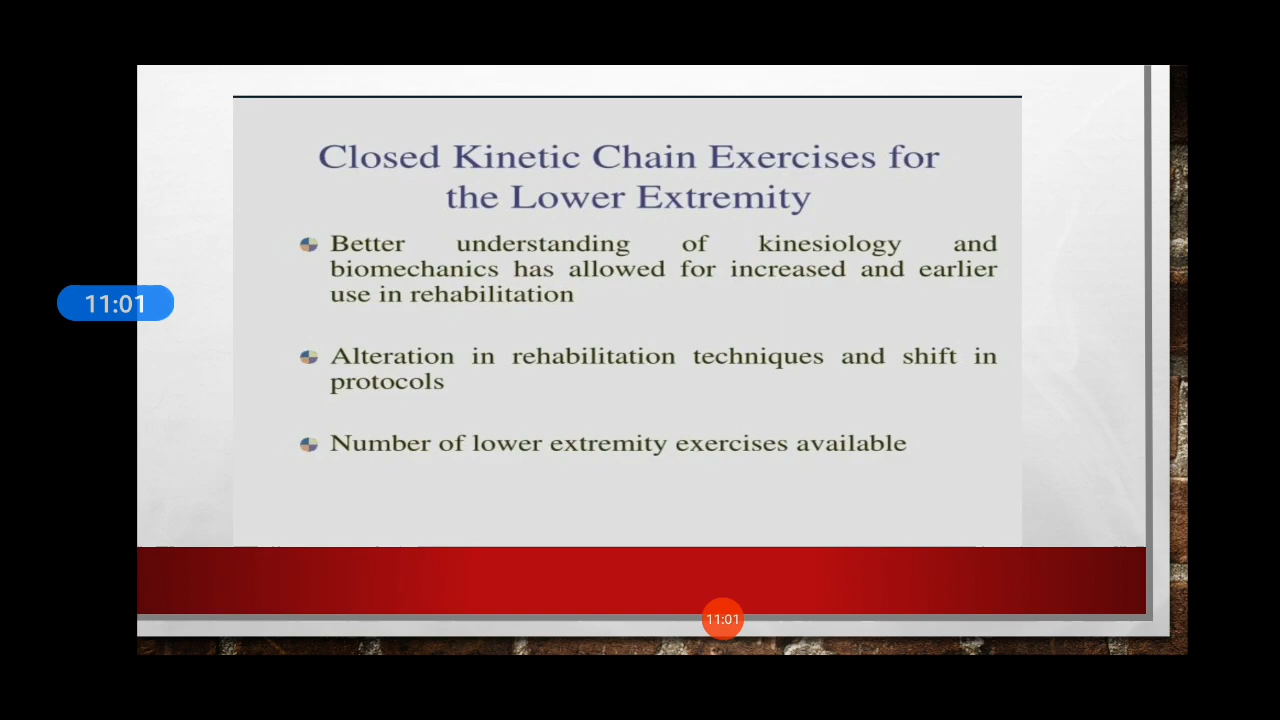 Closed Kinetic Chain Exercises for
the Lower Extremity
Better understanding of kinesiology and
biomechanics has allowed for increased and earlier
use in rehabilitation
Alteration in rehabilitation techniques and shift in
protocols
Number of lower extremity exercises available
11:01
11:01